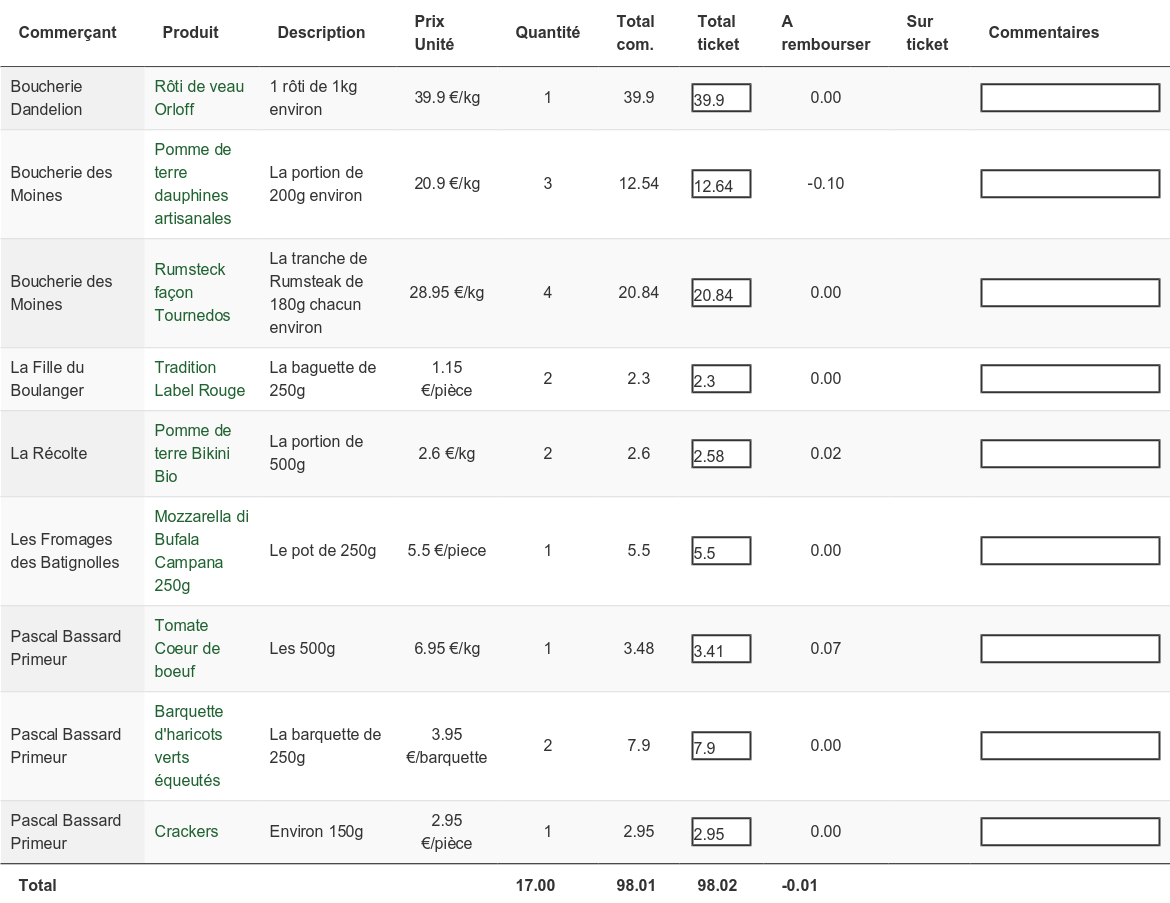 Commerçant Produit Description Prix Unité Quantité Total com. Total ticket A rembourser Sur ticket Commentaires
Boucherie Dandelion Rôti de veau Orloff 1 rôti de 1kg environ 39.9 €/kg 1 39.9 39.9 0.00
Boucherie des Moines Pomme de terre dauphines artisanales La portion de 200g environ 20.9 €/kg 3 12.54 12.64 -0.10
Boucherie des Moines Rumsteck façon Tournedos La tranche de Rumsteak de 180g chacun environ 28.95 €/kg 4 20.84 20.84 0.00
La Fille du Boulanger Tradition Label Rouge La baguette de 250g 1.15 €/pièce 2 2.3 2.3 0.00
La Récolte Pomme de terre Bikini Bio La portion de 500g 2.6 €/kg 2 2.6 2.58 0.02
Les Fromages des Batignolles Mozzarella di Bufala Campana 250g Le pot de 250g 5.5 €/piece 1 5.5 5.5 0.00
Pascal Bassard Primeur Tomate Coeur de boeuf Les 500g 6.95 €/kg 1 3.48 3.41 0.07
Pascal Bassard Primeur Barquette d'haricots verts équeutés La barquette de 250g 3.95 €/barquette 2 7.9 7.9 0.00
Pascal Bassard Primeur Crackers Environ 150g 2.95 €/pièce 1 2.95 2.95 0.00
Total 17.00 98.01 98.02 -0.01